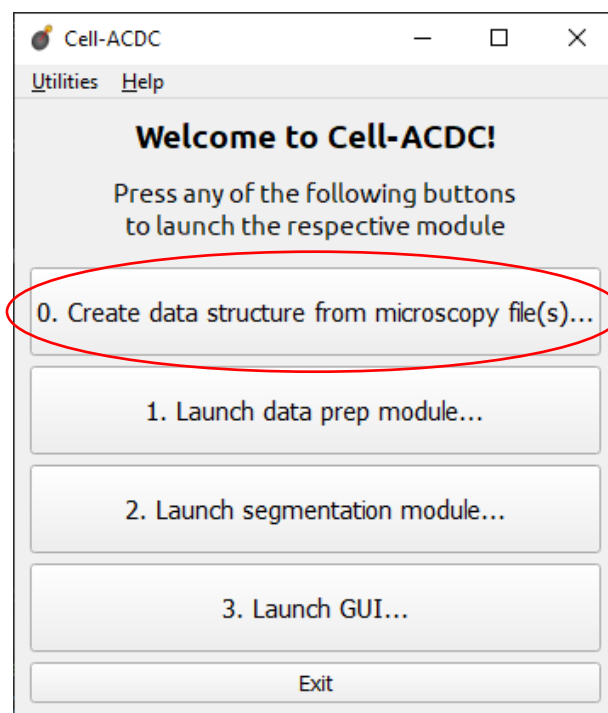 Cell-ACDC
Utilities Help
Welcome to Cell-ACDC!
Press any of the following buttons
to launch the respective module
0. Create data structure from microscopy file(s)...
1. Launch data prep module...
2. Launch segmentation module...
3. Launch GUI...
Exit